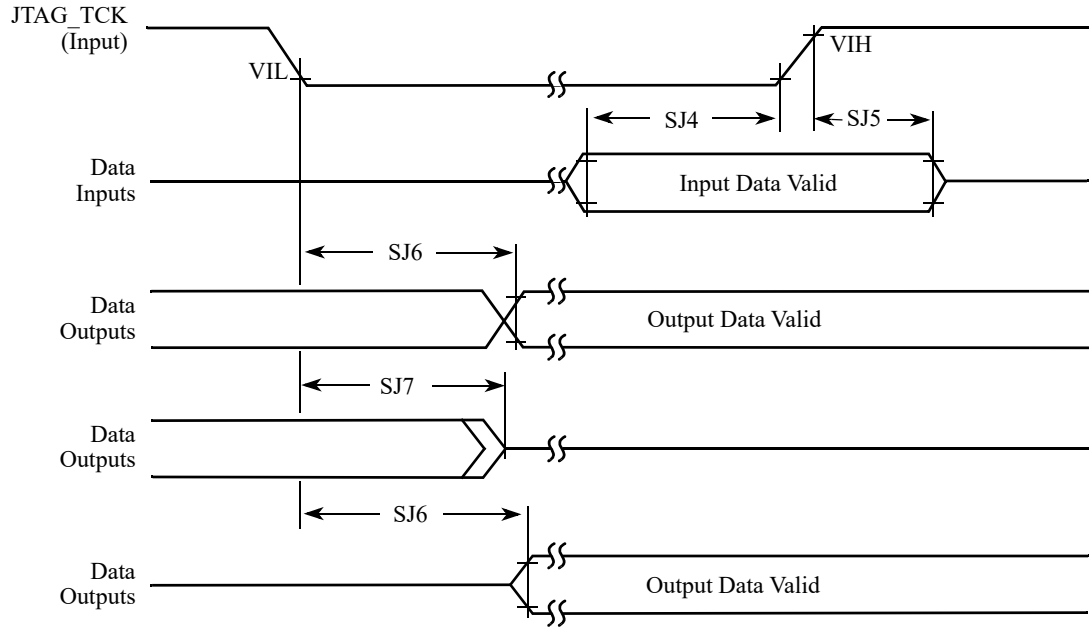 JTAG_TCK
(Input)
VIL
VIH
SJ4
SJ5
Data
Inputs
Input Data Valid
SJ6
Data
Outputs
Output Data Valid
SJ7
Data
Outputs
SJ6
Data
Outputs
Output Data Valid